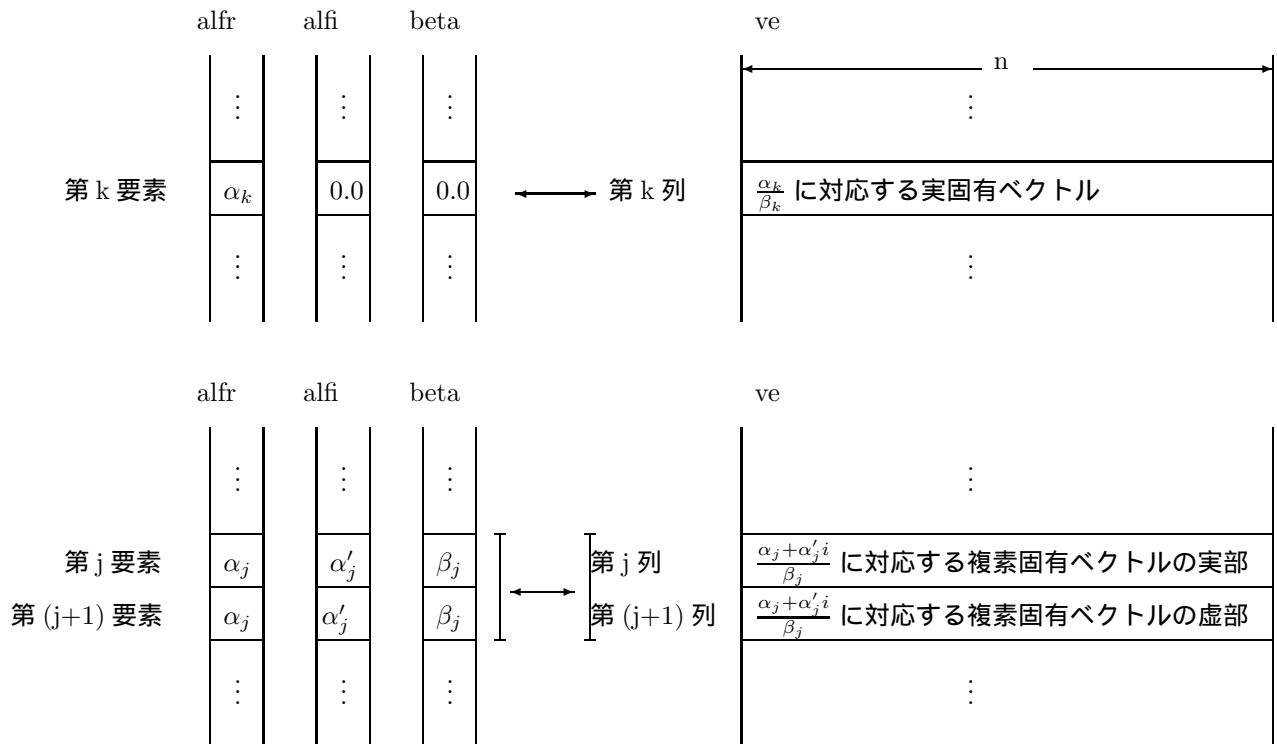 alfr alfi beta ve
n
⋮ ⋮ ⋮ ⋮
第 k 要素 α_k 0.0 0.0 第 k 列 α_k/β_k に対応する実固有ベクトル
⋮ ⋮ ⋮ ⋮
alfr alfi beta ve
⋮ ⋮ ⋮ ⋮
第 j 要素 α_j α′_j β_j 第 j 列 α_j+α′_j i/β_j に対応する複素固有ベクトルの実部
第 (j+1) 要素 α_j α′_j β_j 第 (j+1) 列 α_j+α′_j i/β_j に対応する複素固有ベクトルの虚部
⋮ ⋮ ⋮ ⋮